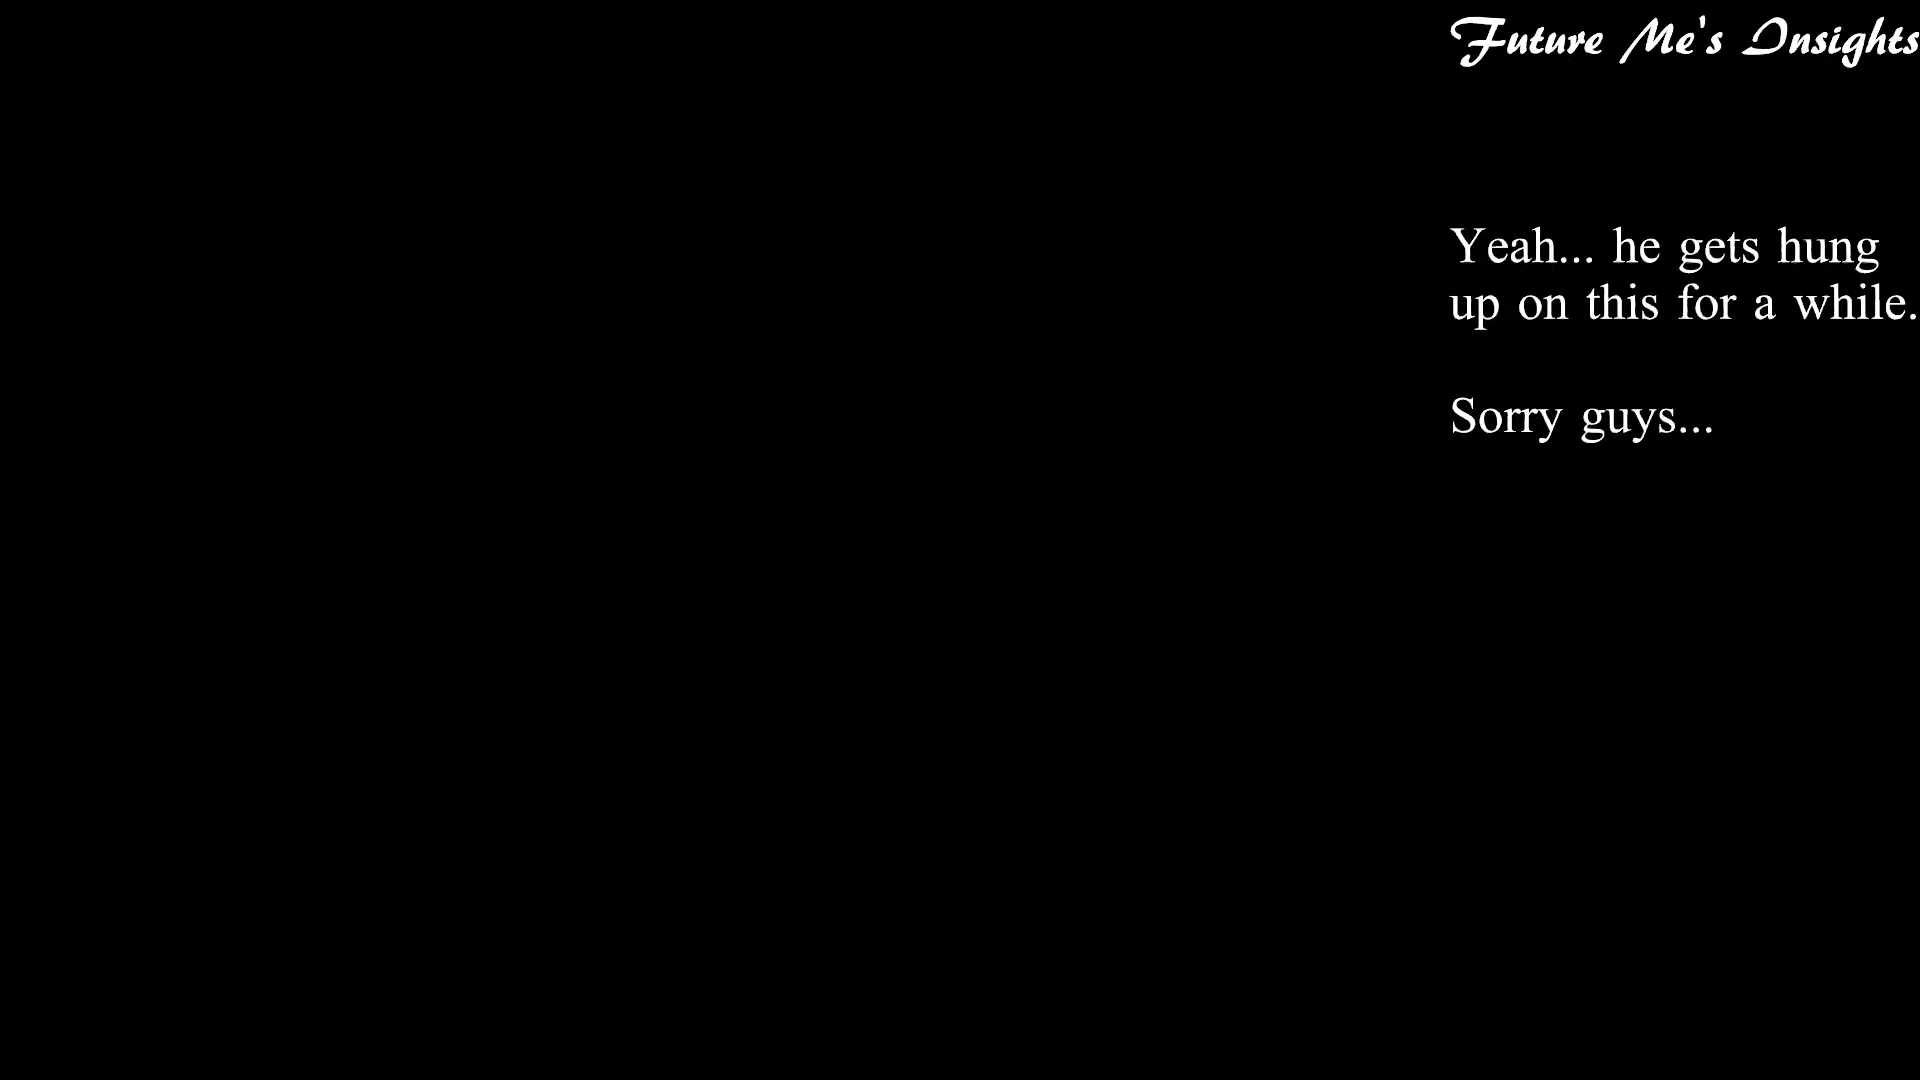 Future Me's Insights
Yeah... he gets hung
up on this for a while.
Sorry guys...